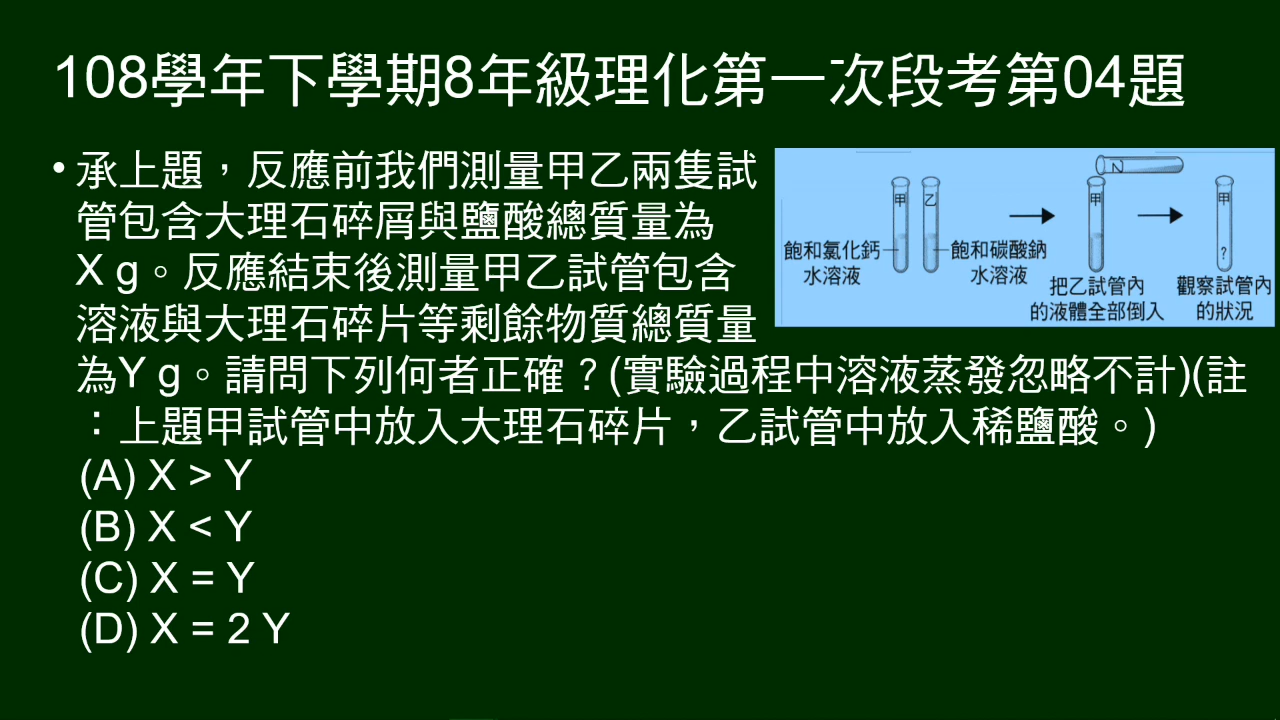 108學年下學期8年級理化第一次段考第04題
•承上題，反應前我們測量甲乙兩隻試
管包含大理石碎屑與鹽酸總質量為
X g。反應結束後測量甲乙試管包含
溶液與大理石碎片等剩餘物質總質量
為Y g。請問下列何者正確？(實驗過程中溶液蒸發忽略不計)(註
：上題甲試管中放入大理石碎片，乙試管中放入稀鹽酸。)
(A) X > Y
(B) X < Y
(C) X = Y
(D) X = 2 Y
甲
乙
飽和氯化鈣
水溶液
飽和碳酸鈉
水溶液
乙
甲
把乙試管內
的液體全部倒入
甲
?
觀察試管內
的狀況